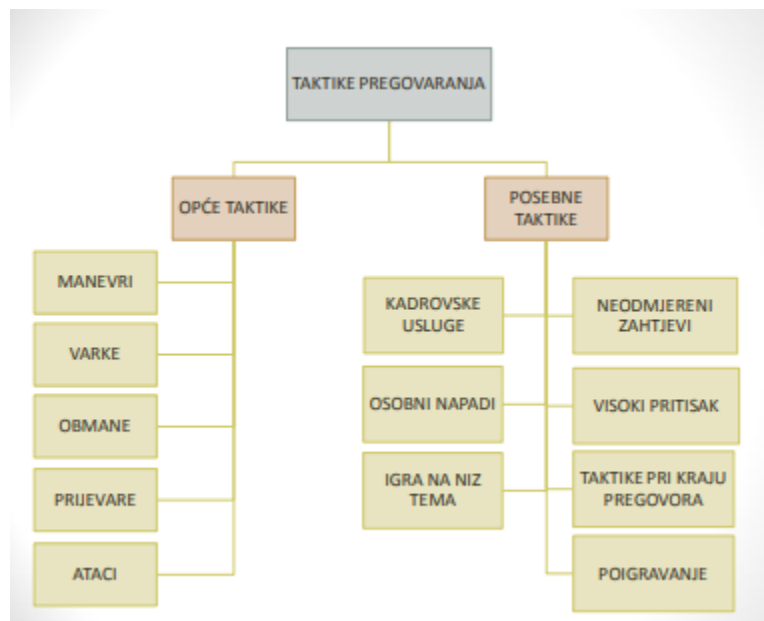 TAKTIKE PREGOVARANJA
OPĆE TAKTIKE
MANEVRI
VARKE
OBMANE
PRIJEVARE
ATACI
POSEBNE
TAKTIKE
KADROVSKE
USLUGE
OSOBNI NAPADI
IGRA NA NIZ
TEMA
NEODMJERENI
ZAHTJEVI
VISOKI PRITISAK
TAKTIKE PRI KRAJU
PREGOVORA
POIGRAVANJE